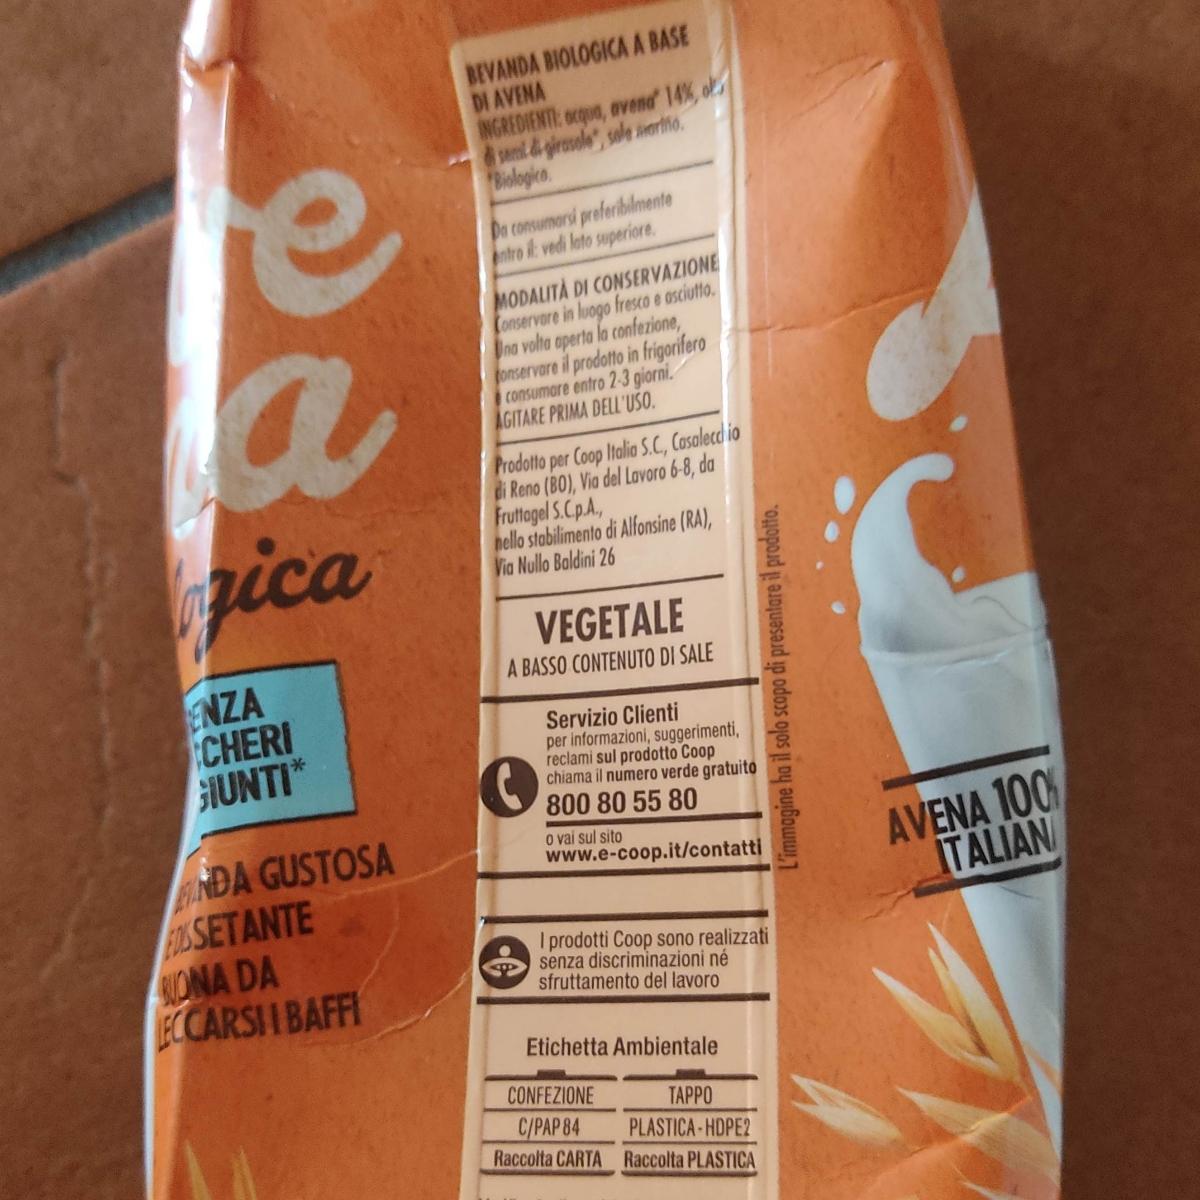 BEVANDA BIOLOGICA A BASE
DI AVENA
INGREDIENTI: acqua, avena* 14%, olio
di semi di girasole*, sale marino.
*Biologico.
Da consumarsi preferibilmente
entro il: vedi lato superiore.
MODALITÀ DI CONSERVAZIONE
Conservare in luogo fresco e asciutto.
Una volta aperta la confezione,
conservare il prodotto in frigorifero
e consumare entro 2-3 giorni.
AGITARE PRIMA DELL'USO.
Prodotto per Coop Italia S.C., Casalecchio
di Reno (BO), Via del Lavoro 6-8, da
Fruttagel S.C.p.A.,
nello stabilimento di Alfonsine (RA),
Via Nullo Baldini 26
VEGETALE
A BASSO CONTENUTO DI SALE
Servizio Clienti
per informazioni, suggerimenti,
reclami sul prodotto Coop
chiama il numero verde gratuito
800 80 55 80
o vai sul sito
www.e-coop.it/contatti
I prodotti Coop sono realizzati
senza discriminazioni né
sfruttamento del lavoro
Etichetta Ambientale
CONFEZIONE TAPPO
C/PAP 84 PLASTICA-HDPE2
Raccolta CARTA Raccolta PLASTICA
L'immagine ha il solo scopo di presentare il prodotto.
AVENA 100%
ITALIANA
e
a
logica
SENZA
CCHERI
GIUNTI*
BEVANDA GUSTOSA
E DISSETANTE
BUONA DA
LECCARSI I BAFFI